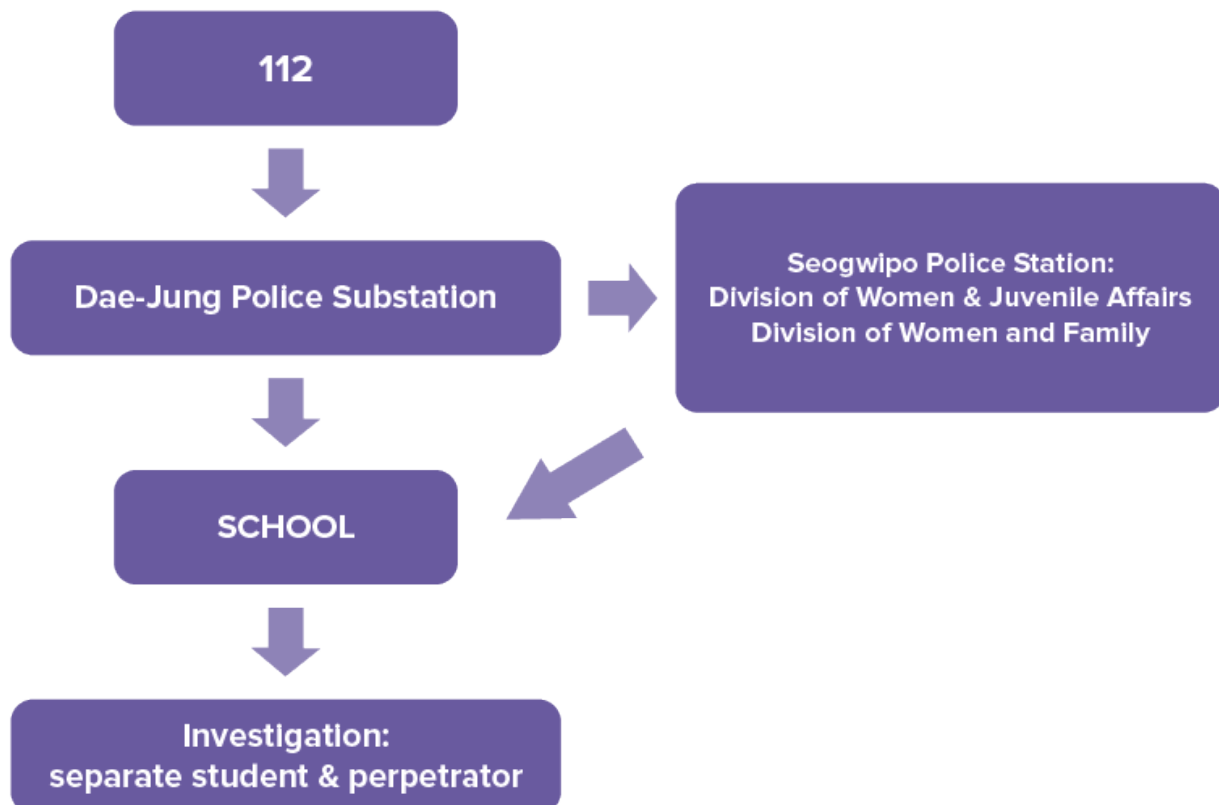 112
Dae-Jung Police Substation
Seogwipo Police Station:
Division of Women & Juvenile Affairs
Division of Women and Family
SCHOOL
Investigation:
separate student & perpetrator